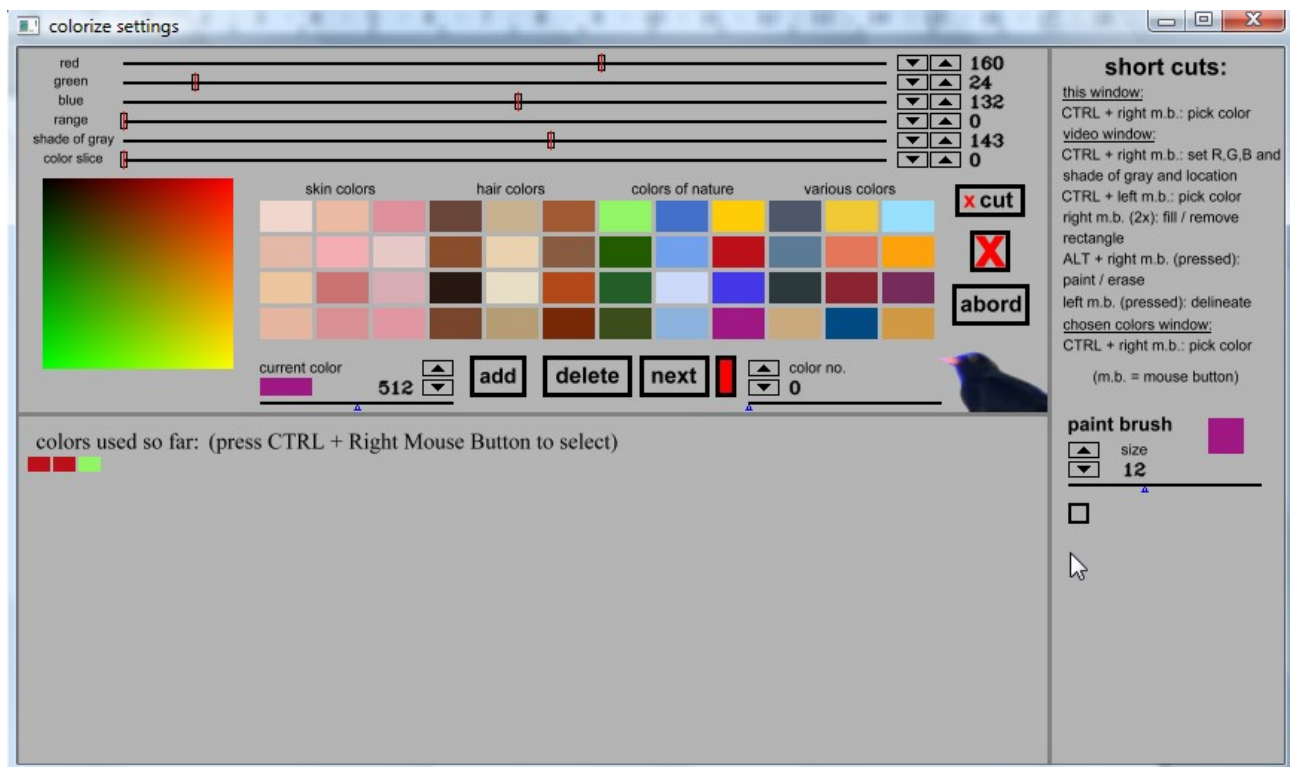 colorize settings
red 160
green 24
blue 132
range 0
shade of gray 143
color slice 0
skin colors hair colors colors of nature various colors
x cut
X
abord
current color
512
add
delete
next
color no.
0
colors used so far: (press CTRL + Right Mouse Button to select)
short cuts:
this window:
CTRL + right m.b.: pick color
video window:
CTRL + right m.b.: set R,G,B and
shade of gray and location
CTRL + left m.b.: pick color
right m.b. (2x): fill / remove
rectangle
ALT + right m.b. (pressed):
paint / erase
left m.b. (pressed): delineate
chosen colors window:
CTRL + right m.b.: pick color
(m.b. = mouse button)
paint brush
size
12